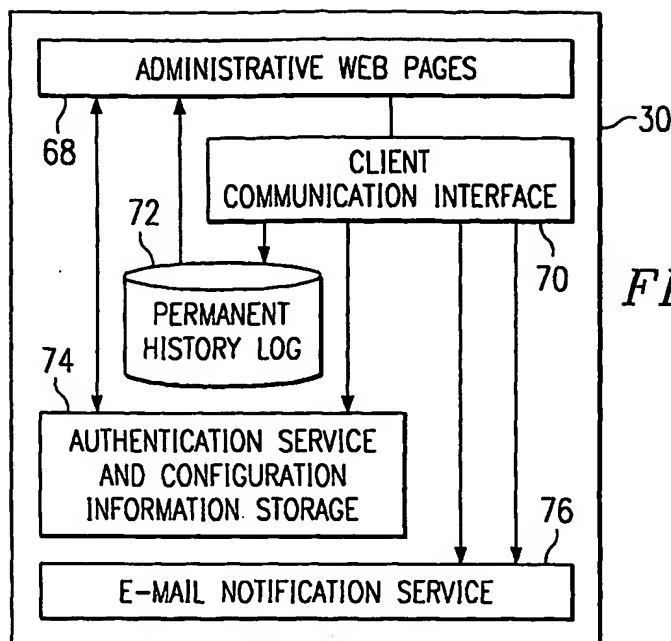 ADMINISTRATIVE WEB PAGES
68
30
CLIENT
COMMUNICATION INTERFACE
72
70
PERMANENT
HISTORY LOG
74
AUTHENTICATION SERVICE
AND CONFIGURATION
INFORMATION STORAGE
76
E-MAIL NOTIFICATION SERVICE